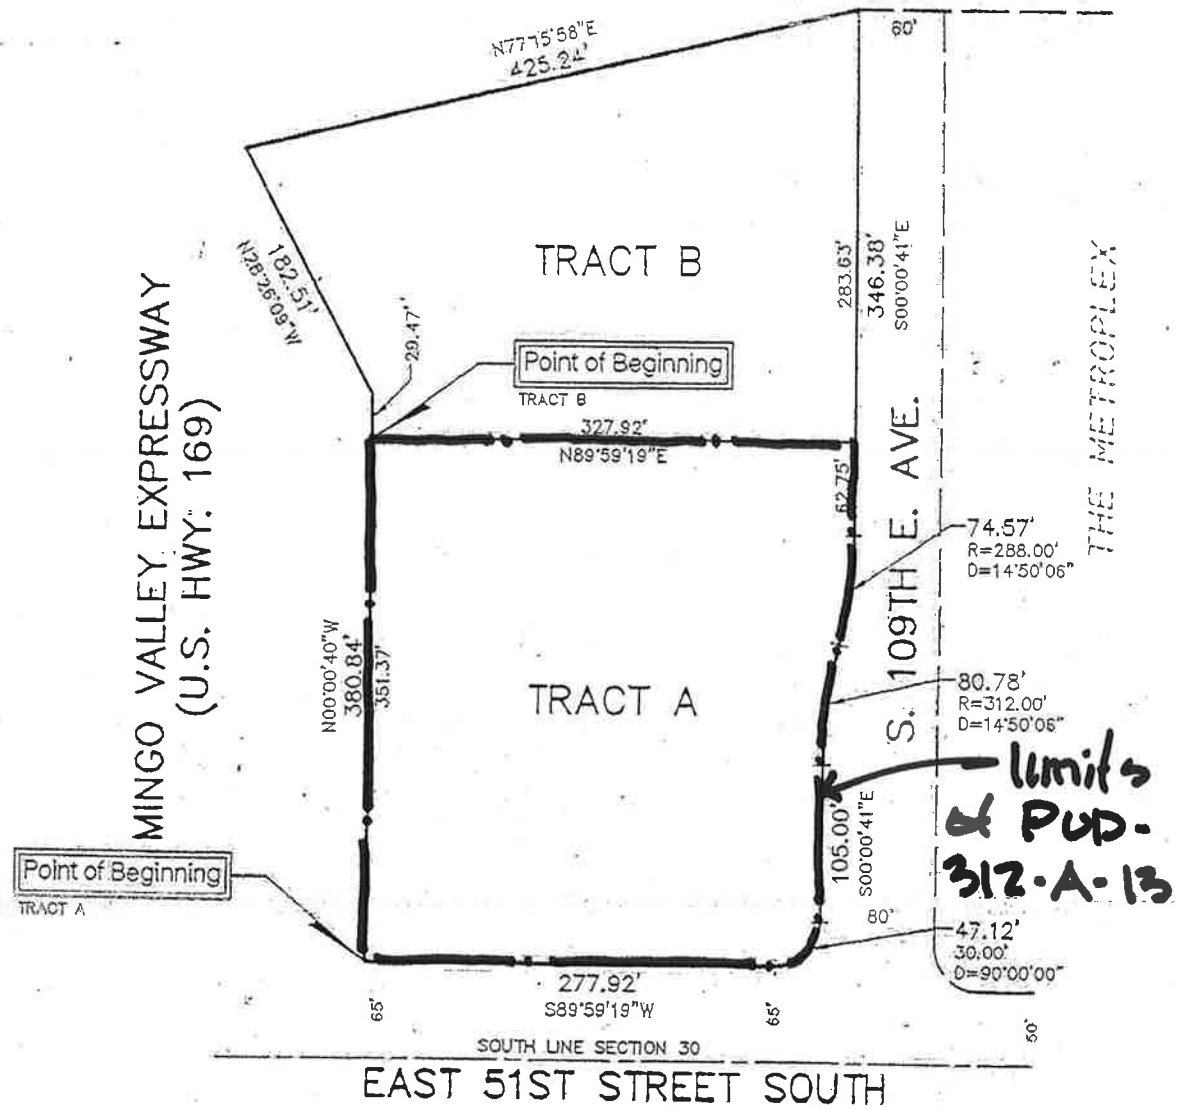 N77°15'58"E
425.24'
60'
182.51'
N28°26'09"W
TRACT B
283.63'
346.38'
S00°00'41"E
THE METROPLEX
MINGO VALLEY EXPRESSWAY
(U.S. HWY. 169)
29.47'
Point of Beginning
TRACT B
327.92'
N89°59'19"E
62.75'
S. 109TH E. AVE.
74.57'
R=288.00'
D=14°50'06"
N00°00'40"W
380.84'
351.37'
TRACT A
80.78'
R=312.00'
D=14°50'06"
limits
of PUD-
312-A-13
105.00'
S00°00'41"E
Point of Beginning
TRACT A
80'
47.12'
30.00'
D=90°00'00"
277.92'
S89°59'19"W
65'
65'
50'
SOUTH LINE SECTION 30
EAST 51ST STREET SOUTH